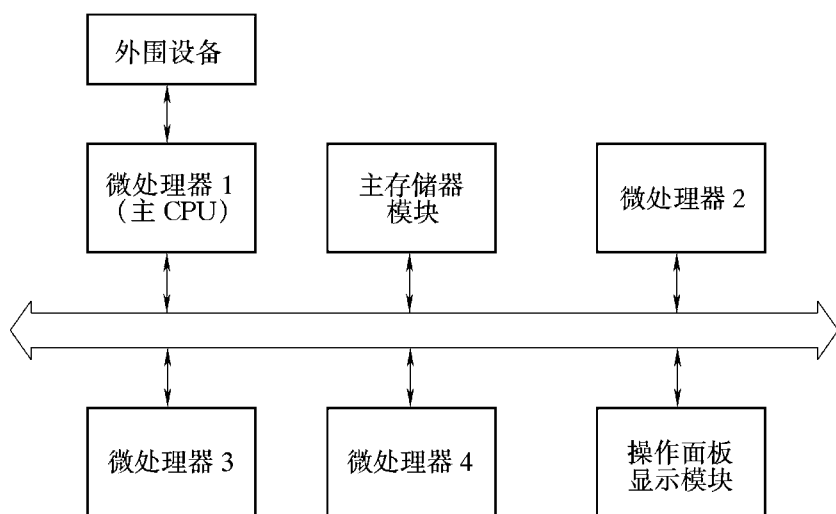 外围设备
微处理器 1
（主 CPU）
主存储器
模块
微处理器 2
微处理器 3
微处理器 4
操作面板
显示模块